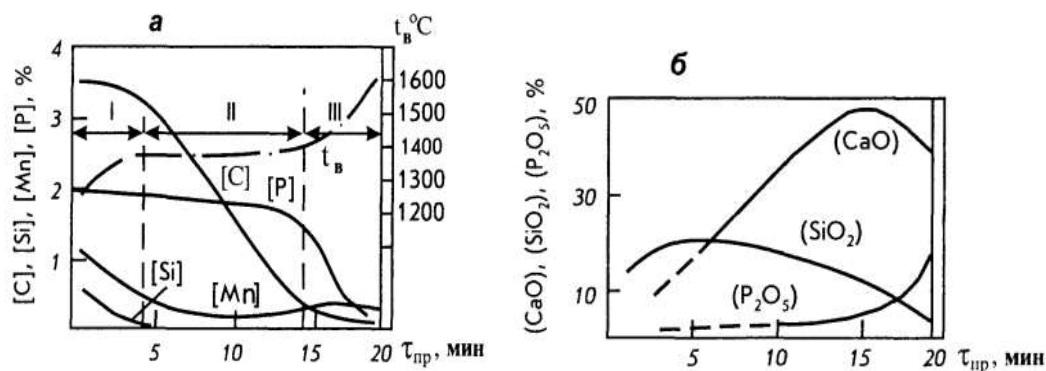 а
t_в °C
[C], [Si], [Mn], [P], %
4
3
2
1
1600
1500
1400
1300
1200
I
II
III
t_в
[C]
[P]
[Si]
[Mn]
5
10
15
20
τ_пр, мин
б
(CaO), (SiO₂), (P₂O₅), %
50
30
10
(CaO)
(SiO₂)
(P₂O₅)
5
10
15
20
τ_пр, мин